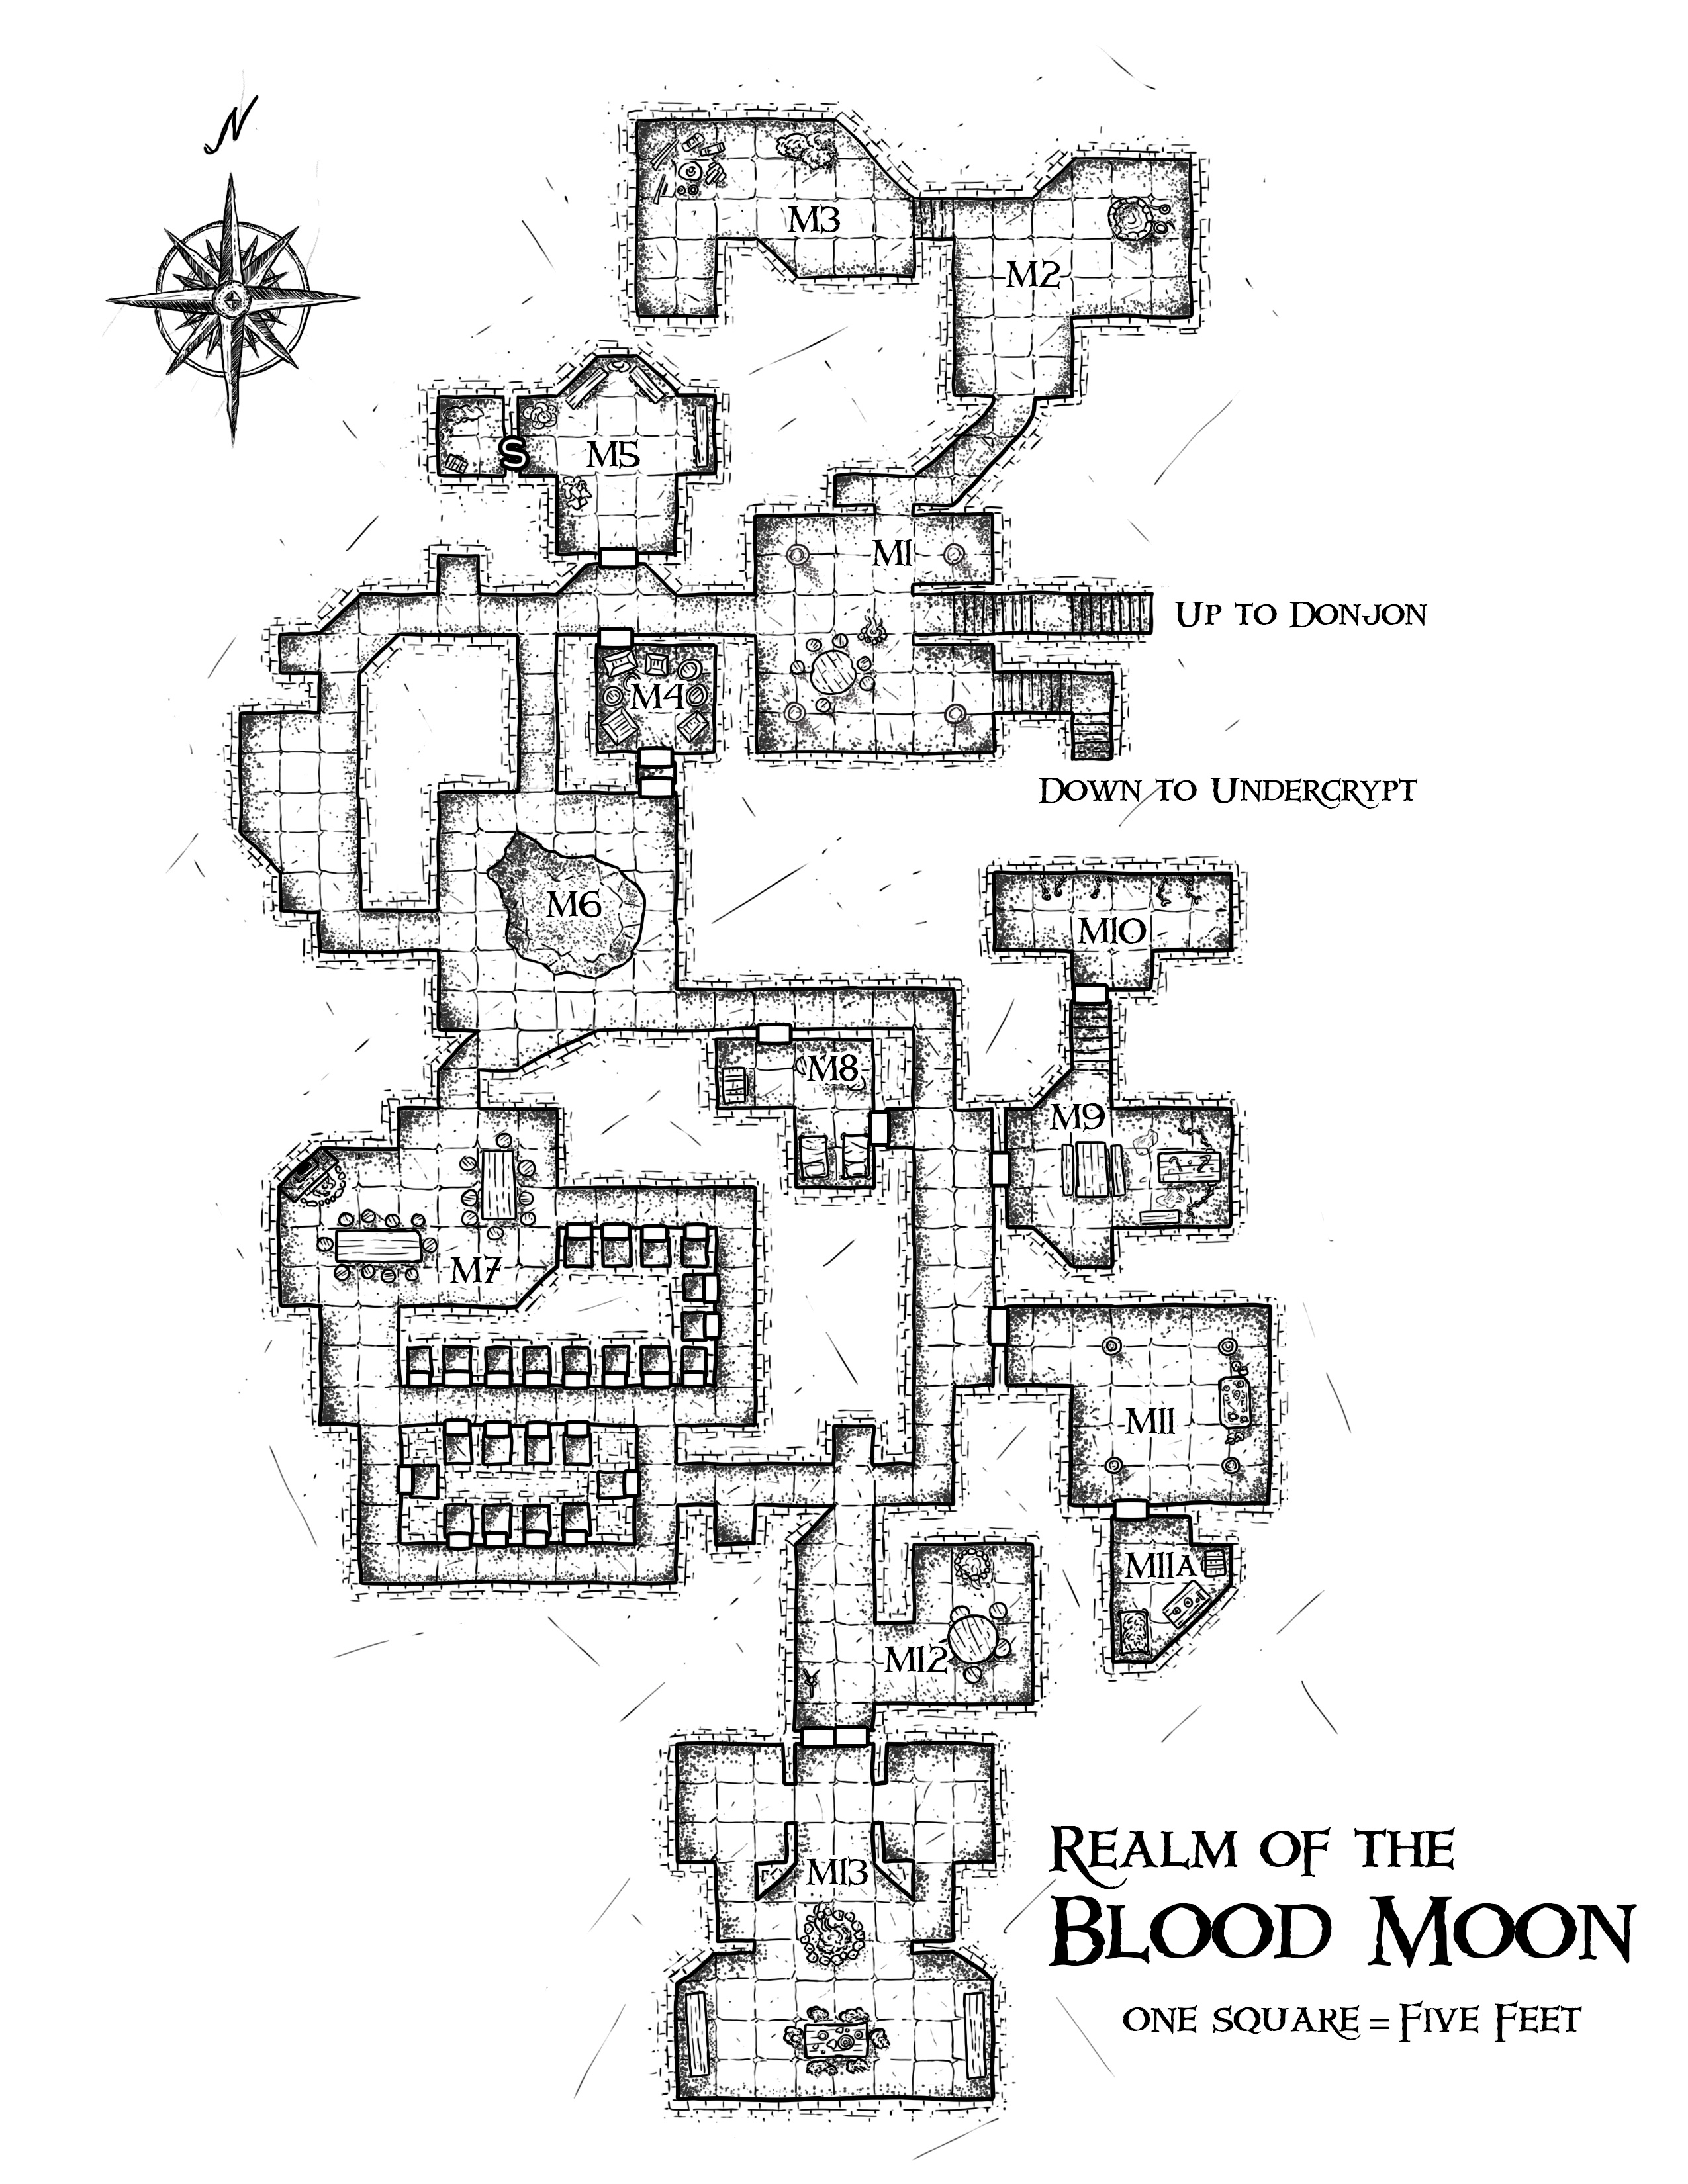 N
M3
M2
M5
S
M1
Up to Donjon
M4
Down to Undercrypt
M6
M10
M8
M9
M7
M11
M11A
M12
M13
Realm of the
Blood Moon
one square = Five Feet